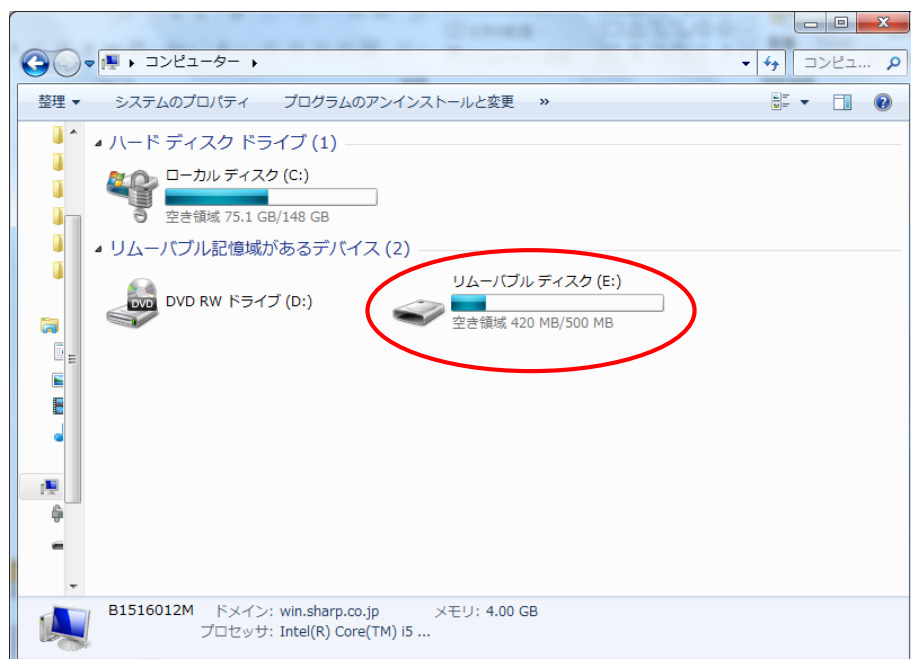 コンピューター
コンピュ...
整理
システムのプロパティ
プログラムのアンインストールと変更
»
ハード ディスク ドライブ (1)
ローカル ディスク (C:)
空き領域 75.1 GB/148 GB
リムーバブル記憶域があるデバイス (2)
DVD
DVD RW ドライブ (D:)
リムーバブル ディスク (E:)
空き領域 420 MB/500 MB
B1516012M ドメイン: win.sharp.co.jp メモリ: 4.00 GB
プロセッサ: Intel(R) Core(TM) i5 ...